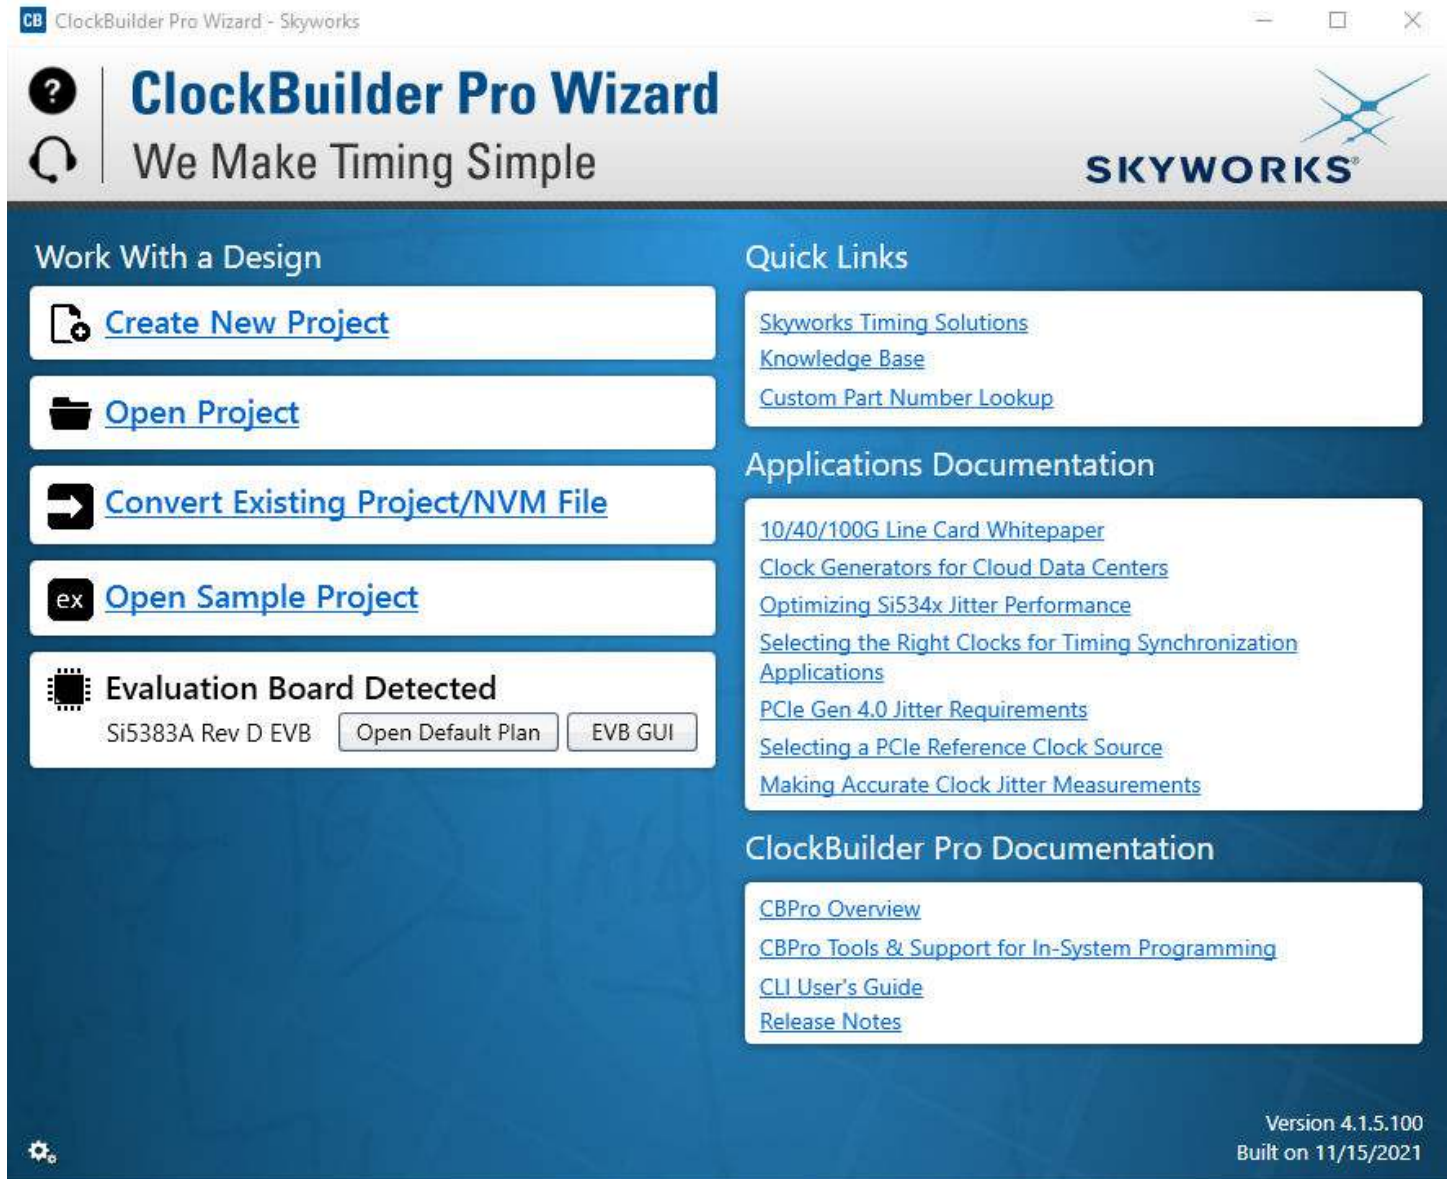 CB ClockBuilder Pro Wizard - Skyworks
?
ClockBuilder Pro Wizard
We Make Timing Simple
SKYWORKS®
Work With a Design
Create New Project
Open Project
Convert Existing Project/NVM File
ex Open Sample Project
Evaluation Board Detected
Si5383A Rev D EVB Open Default Plan EVB GUI
Quick Links
Skyworks Timing Solutions
Knowledge Base
Custom Part Number Lookup
Applications Documentation
10/40/100G Line Card Whitepaper
Clock Generators for Cloud Data Centers
Optimizing Si534x Jitter Performance
Selecting the Right Clocks for Timing Synchronization
Applications
PCIe Gen 4.0 Jitter Requirements
Selecting a PCIe Reference Clock Source
Making Accurate Clock Jitter Measurements
ClockBuilder Pro Documentation
CBPro Overview
CBPro Tools & Support for In-System Programming
CLI User's Guide
Release Notes
Version 4.1.5.100
Built on 11/15/2021